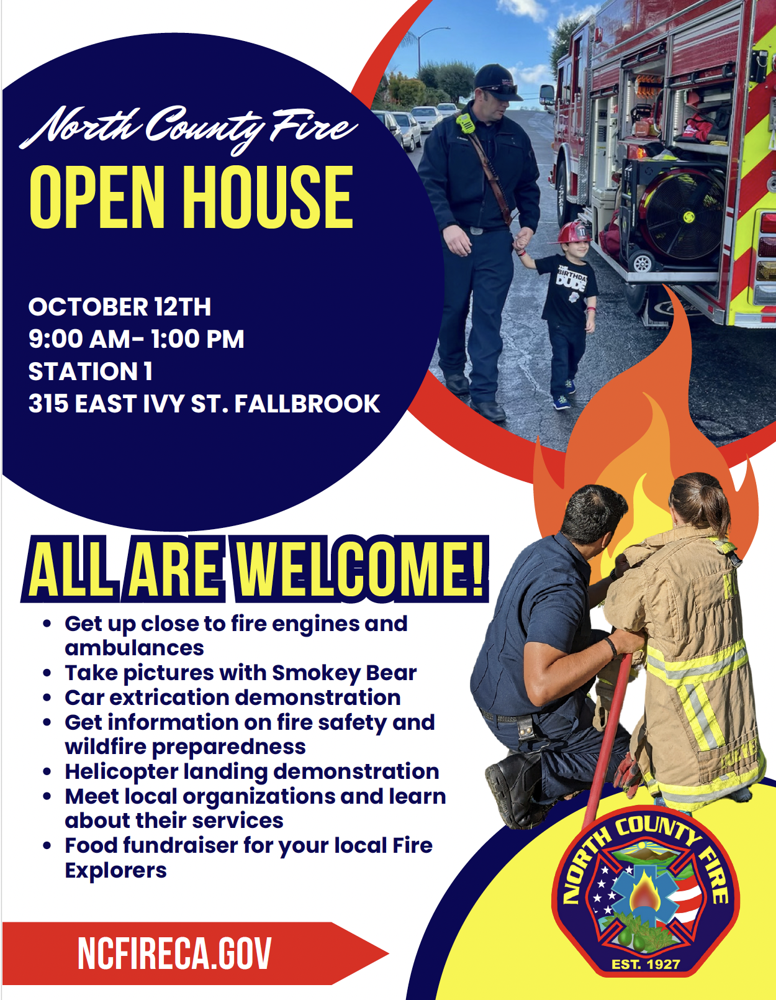 North County Fire
OPEN HOUSE
OCTOBER 12TH
9:00 AM- 1:00 PM
STATION 1
315 EAST IVY ST. FALLBROOK
THE
BIRTHDAY
DUDE
11
ALL ARE WELCOME!
• Get up close to fire engines and
ambulances
• Take pictures with Smokey Bear
• Car extrication demonstration
• Get information on fire safety and
wildfire preparedness
• Helicopter landing demonstration
• Meet local organizations and learn
about their services
• Food fundraiser for your local Fire
Explorers
NCFIRECA.GOV
NORTH COUNTY FIRE
EST. 1927